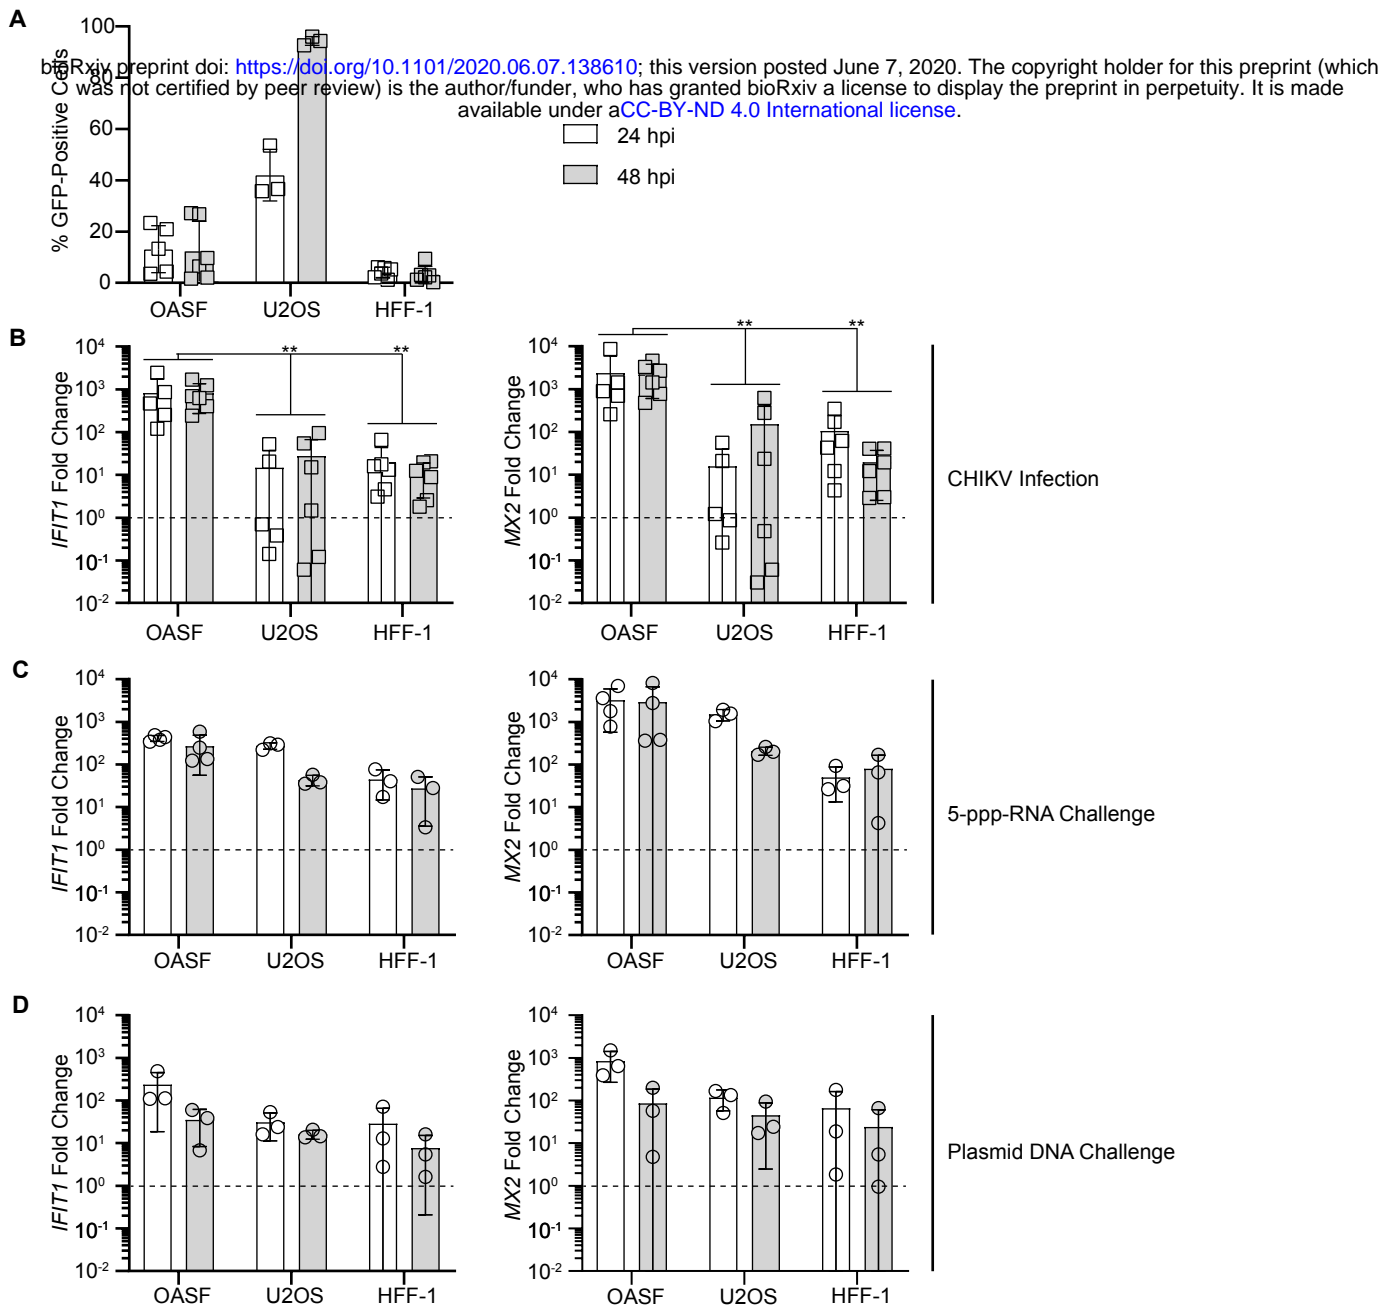 A
100
80
60
40
20
0
% GFP-Positive Cells
bioRxiv preprint doi: https://doi.org/10.1101/2020.06.07.138610; this version posted June 7, 2020. The copyright holder for this preprint (which
was not certified by peer review) is the author/funder, who has granted bioRxiv a license to display the preprint in perpetuity. It is made
available under aCC-BY-ND 4.0 International license.
24 hpi
48 hpi
OASF U2OS HFF-1
B
IFIT1 Fold Change
10⁴
10³
10²
10¹
10⁰
10⁻¹
10⁻²
** **
OASF U2OS HFF-1
MX2 Fold Change
10⁴
10³
10²
10¹
10⁰
10⁻¹
10⁻²
** **
OASF U2OS HFF-1
CHIKV Infection
C
IFIT1 Fold Change
10⁴
10³
10²
10¹
10⁰
10⁻¹
10⁻²
OASF U2OS HFF-1
MX2 Fold Change
10⁴
10³
10²
10¹
10⁰
10⁻¹
10⁻²
OASF U2OS HFF-1
5-ppp-RNA Challenge
D
IFIT1 Fold Change
10⁴
10³
10²
10¹
10⁰
10⁻¹
10⁻²
OASF U2OS HFF-1
MX2 Fold Change
10⁴
10³
10²
10¹
10⁰
10⁻¹
10⁻²
OASF U2OS HFF-1
Plasmid DNA Challenge